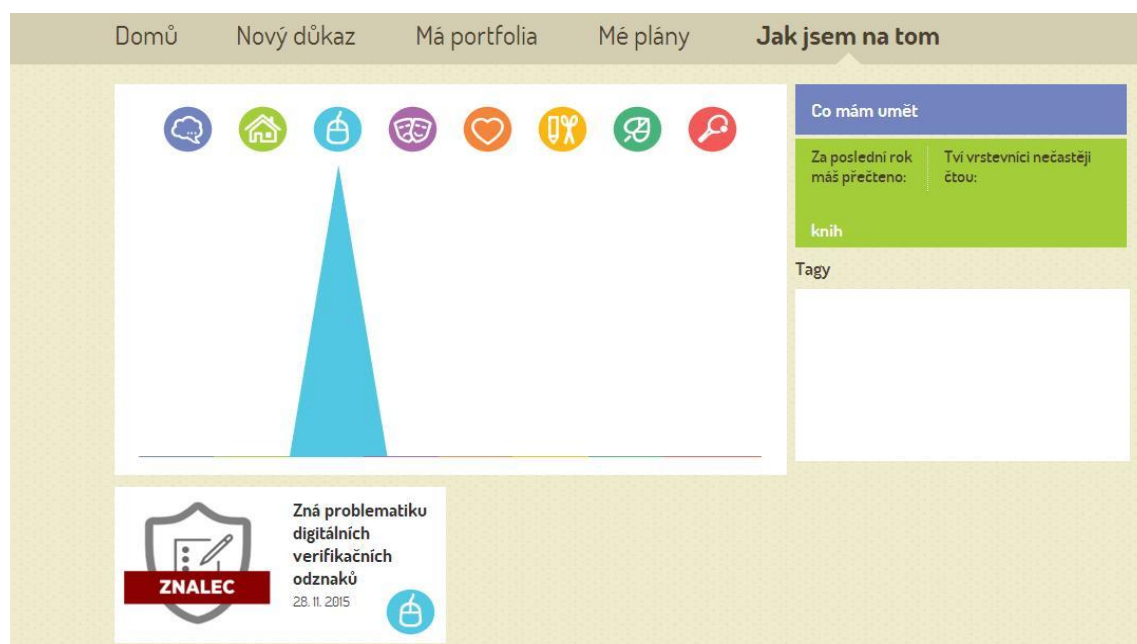 Domů Nový důkaz Má portfolia Mé plány Jak jsem na tom
Co mám umět
Za poslední rok
máš přečteno:
Tví vrstevníci nečastěji
čtou:
knih
Tagy
Zná problematiku
digitálních
verifikačních
odznaků
28. 11. 2015
ZNALEC